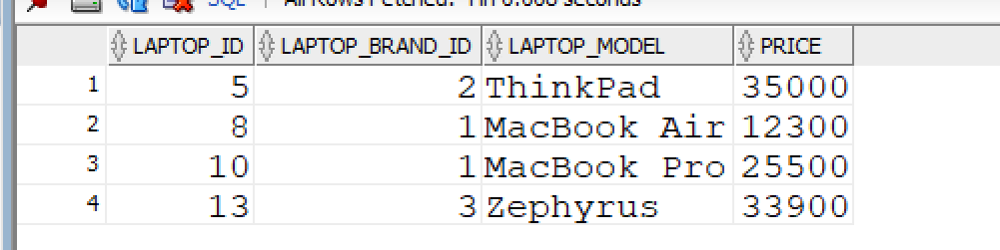 SQL | All Rows Fetched: 4 in 0.006 seconds
LAPTOP_ID LAPTOP_BRAND_ID LAPTOP_MODEL PRICE
1 5 2 ThinkPad 35000
2 8 1 MacBook Air 12300
3 10 1 MacBook Pro 25500
4 13 3 Zephyrus 33900